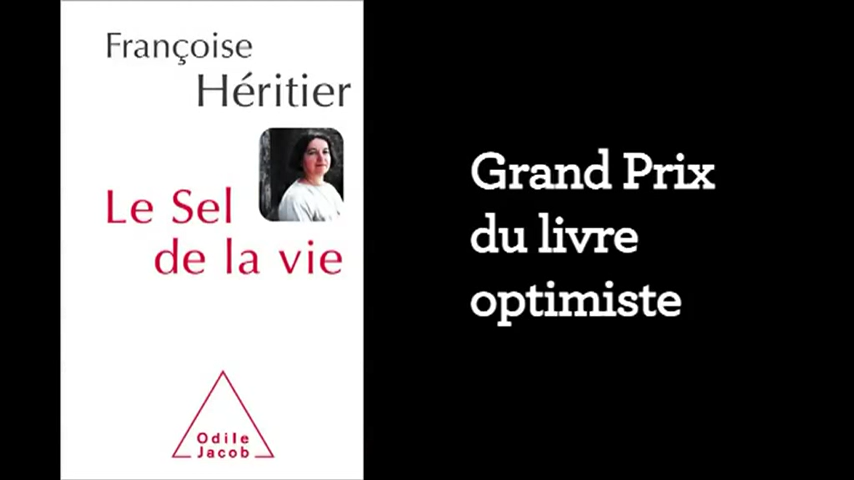 Françoise
Héritier
Le Sel
de la vie
Odile
Jacob
Grand Prix
du livre
optimiste